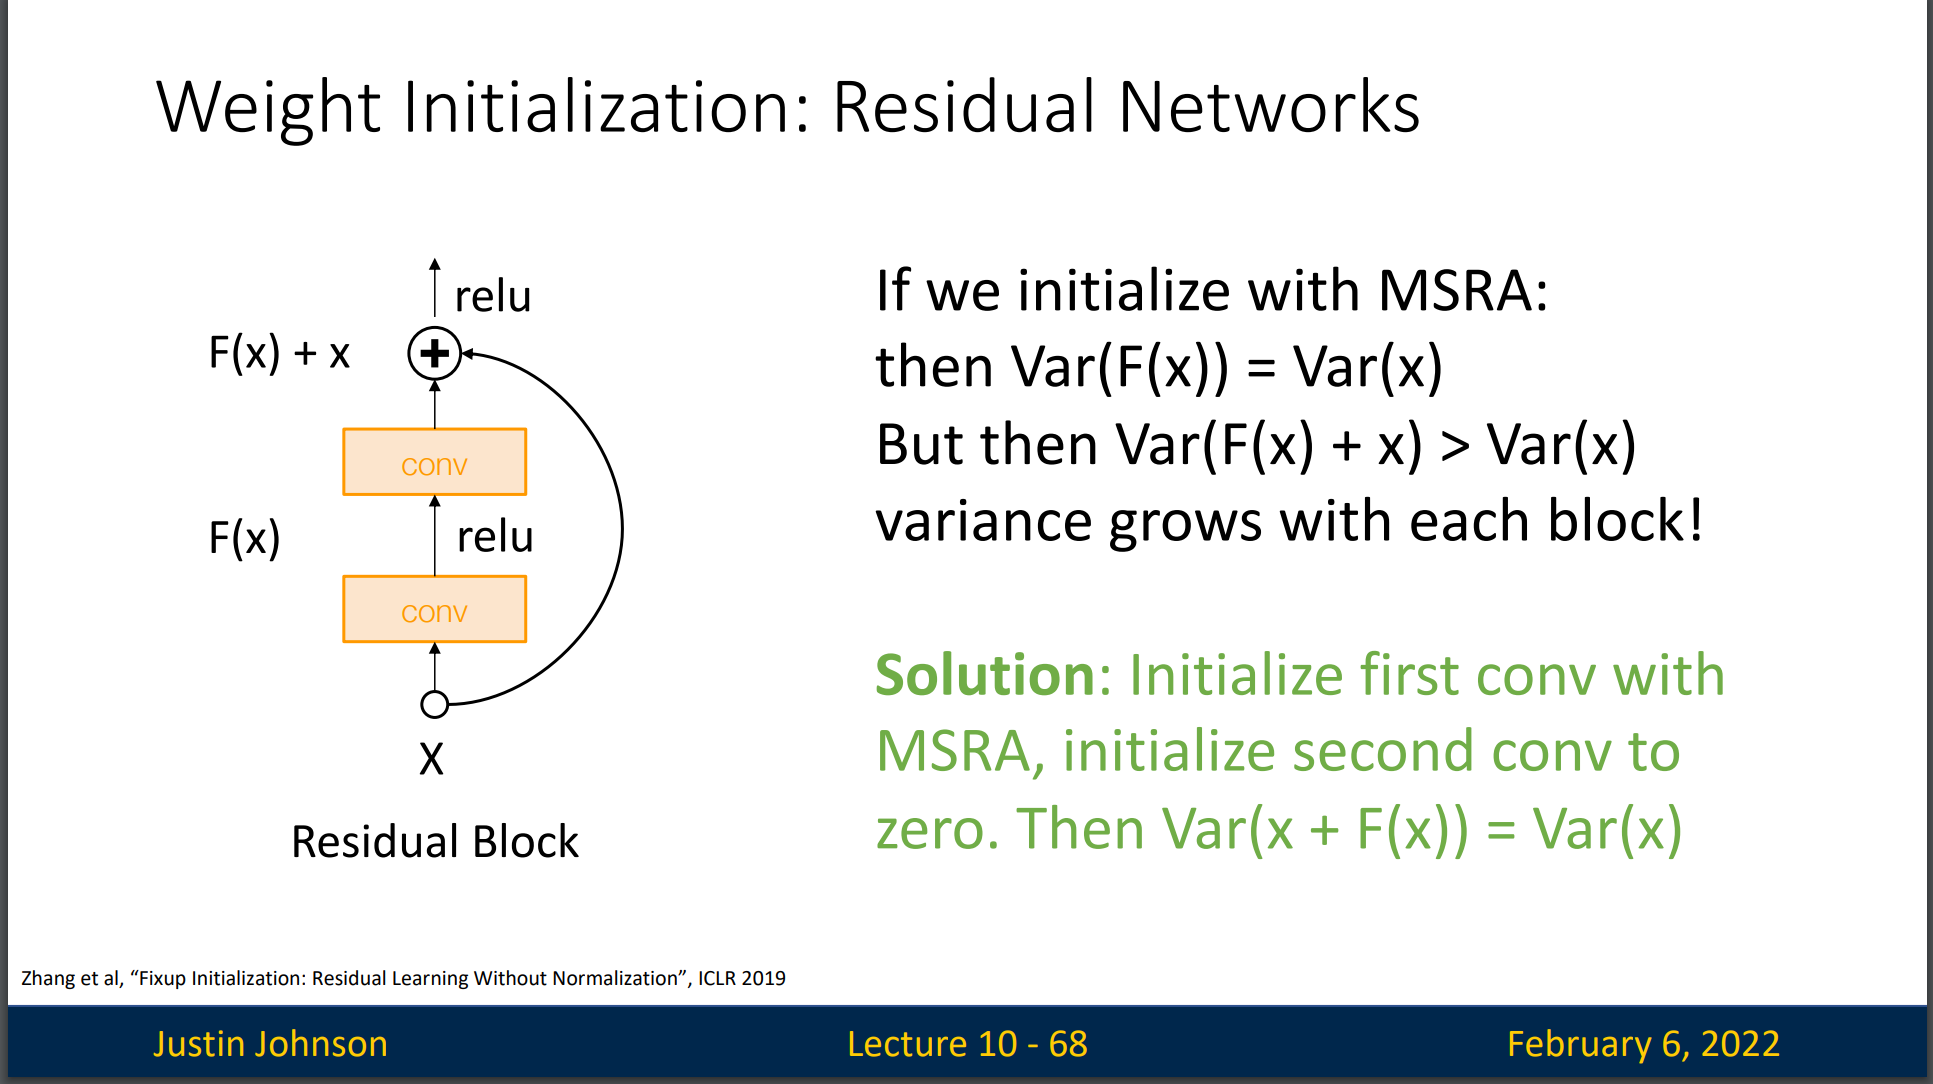 Weight Initialization: Residual Networks
relu
F(x) + x
conv
F(x)
relu
conv
X
Residual Block
If we initialize with MSRA:
then Var(F(x)) = Var(x)
But then Var(F(x) + x) > Var(x)
variance grows with each block!
Solution: Initialize first conv with
MSRA, initialize second conv to
zero. Then Var(x + F(x)) = Var(x)
Zhang et al, “Fixup Initialization: Residual Learning Without Normalization”, ICLR 2019
Justin Johnson
Lecture 10 - 68
February 6, 2022